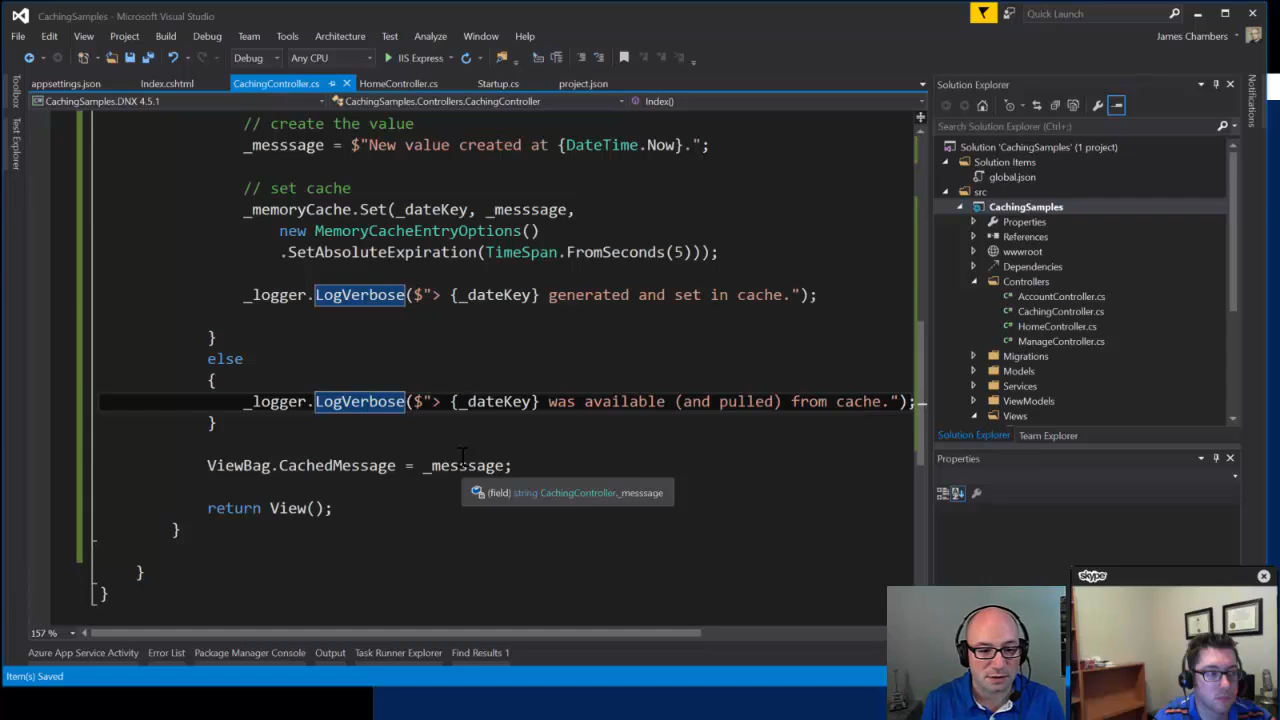 CachingSamples - Microsoft Visual Studio
Quick Launch
File Edit View Project Build Debug Team Tools Architecture Test Analyze Window Help
James Chambers
Debug Any CPU IIS Express
appsettings.json Index.cshtml CachingController.cs HomeController.cs Startup.cs project.json
CachingSamples.DNX 4.5.1 CachingSamples.Controllers.CachingController Index()
Toolbox
Test Explorer
// create the value
_messsage = $"New value created at {DateTime.Now}.";
// set cache
_memoryCache.Set(_dateKey, _messsage,
new MemoryCacheEntryOptions()
.SetAbsoluteExpiration(TimeSpan.FromSeconds(5)));
_logger.LogVerbose($"> {_dateKey} generated and set in cache.");
}
else
{
_logger.LogVerbose($"> {_dateKey} was available (and pulled) from cache.");
}
ViewBag.CachedMessage = _messsage;
(field) string CachingController._messsage
return View();
}
}
}
157 %
Azure App Service Activity Error List Package Manager Console Output Task Runner Explorer Find Results 1
Item(s) Saved
Solution Explorer
Search Solution Explorer (Ctrl+;)
Solution 'CachingSamples' (1 project)
Solution Items
global.json
src
CachingSamples
Properties
References
wwwroot
Dependencies
Controllers
AccountController.cs
CachingController.cs
HomeController.cs
ManageController.cs
Migrations
Models
Services
ViewModels
Views
Solution Explorer Team Explorer
Properties
Notifications
skype